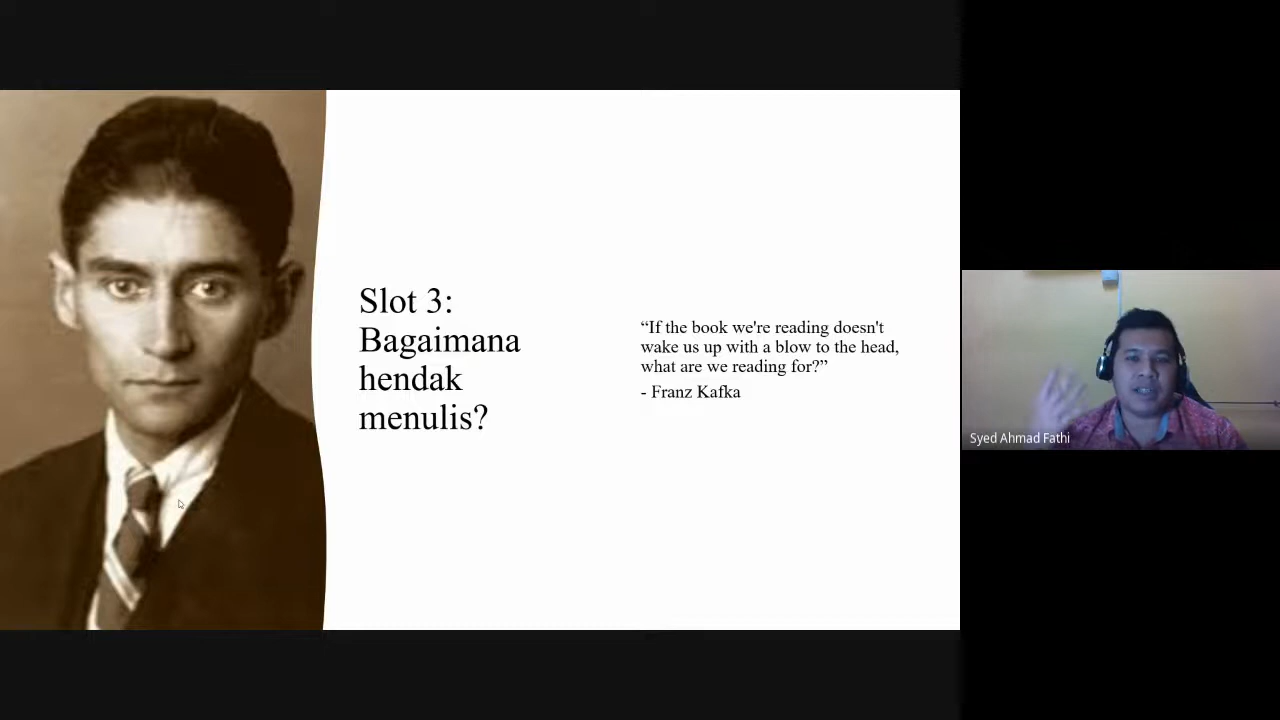 Slot 3:
Bagaimana
hendak
menulis?
“If the book we're reading doesn't
wake us up with a blow to the head,
what are we reading for?”
- Franz Kafka
Syed Ahmad Fathi